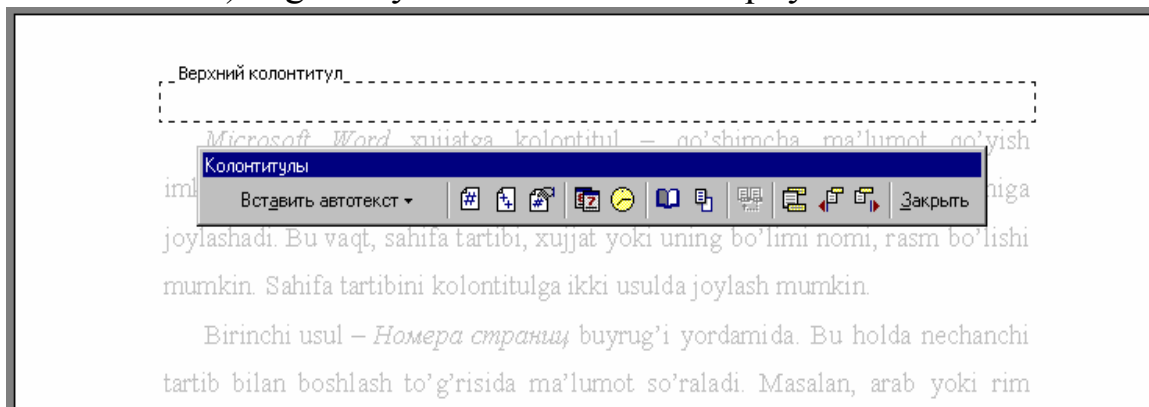 Верхний колонтитул
Microsoft Word xujjatga kolontitul – qo’shimcha ma’lumot qo’yish
Колонтитулы
Вставить автотекст Закрыть
joylashadi. Bu vaqt, sahifa tartibi, xujjat yoki uning bo’limi nomi, rasm bo’lishi
mumkin. Sahifa tartibini kolontitulga ikki usulda joylash mumkin.
Birinchi usul – Номера страниц buyrug’i yordamida. Bu holda nechanchi
tartib bilan boshlash to’g’risida ma’lumot so’raladi. Masalan, arab yoki rim